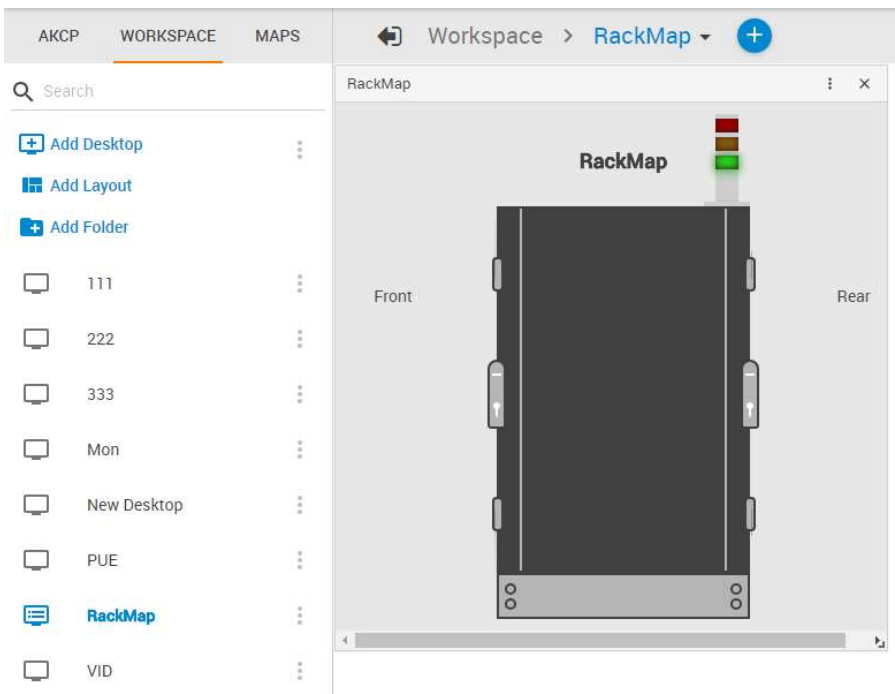 AKCP WORKSPACE MAPS
Workspace > RackMap
Search
Add Desktop
Add Layout
Add Folder
111
222
333
Mon
New Desktop
PUE
RackMap
VID
RackMap
RackMap
Front
Rear